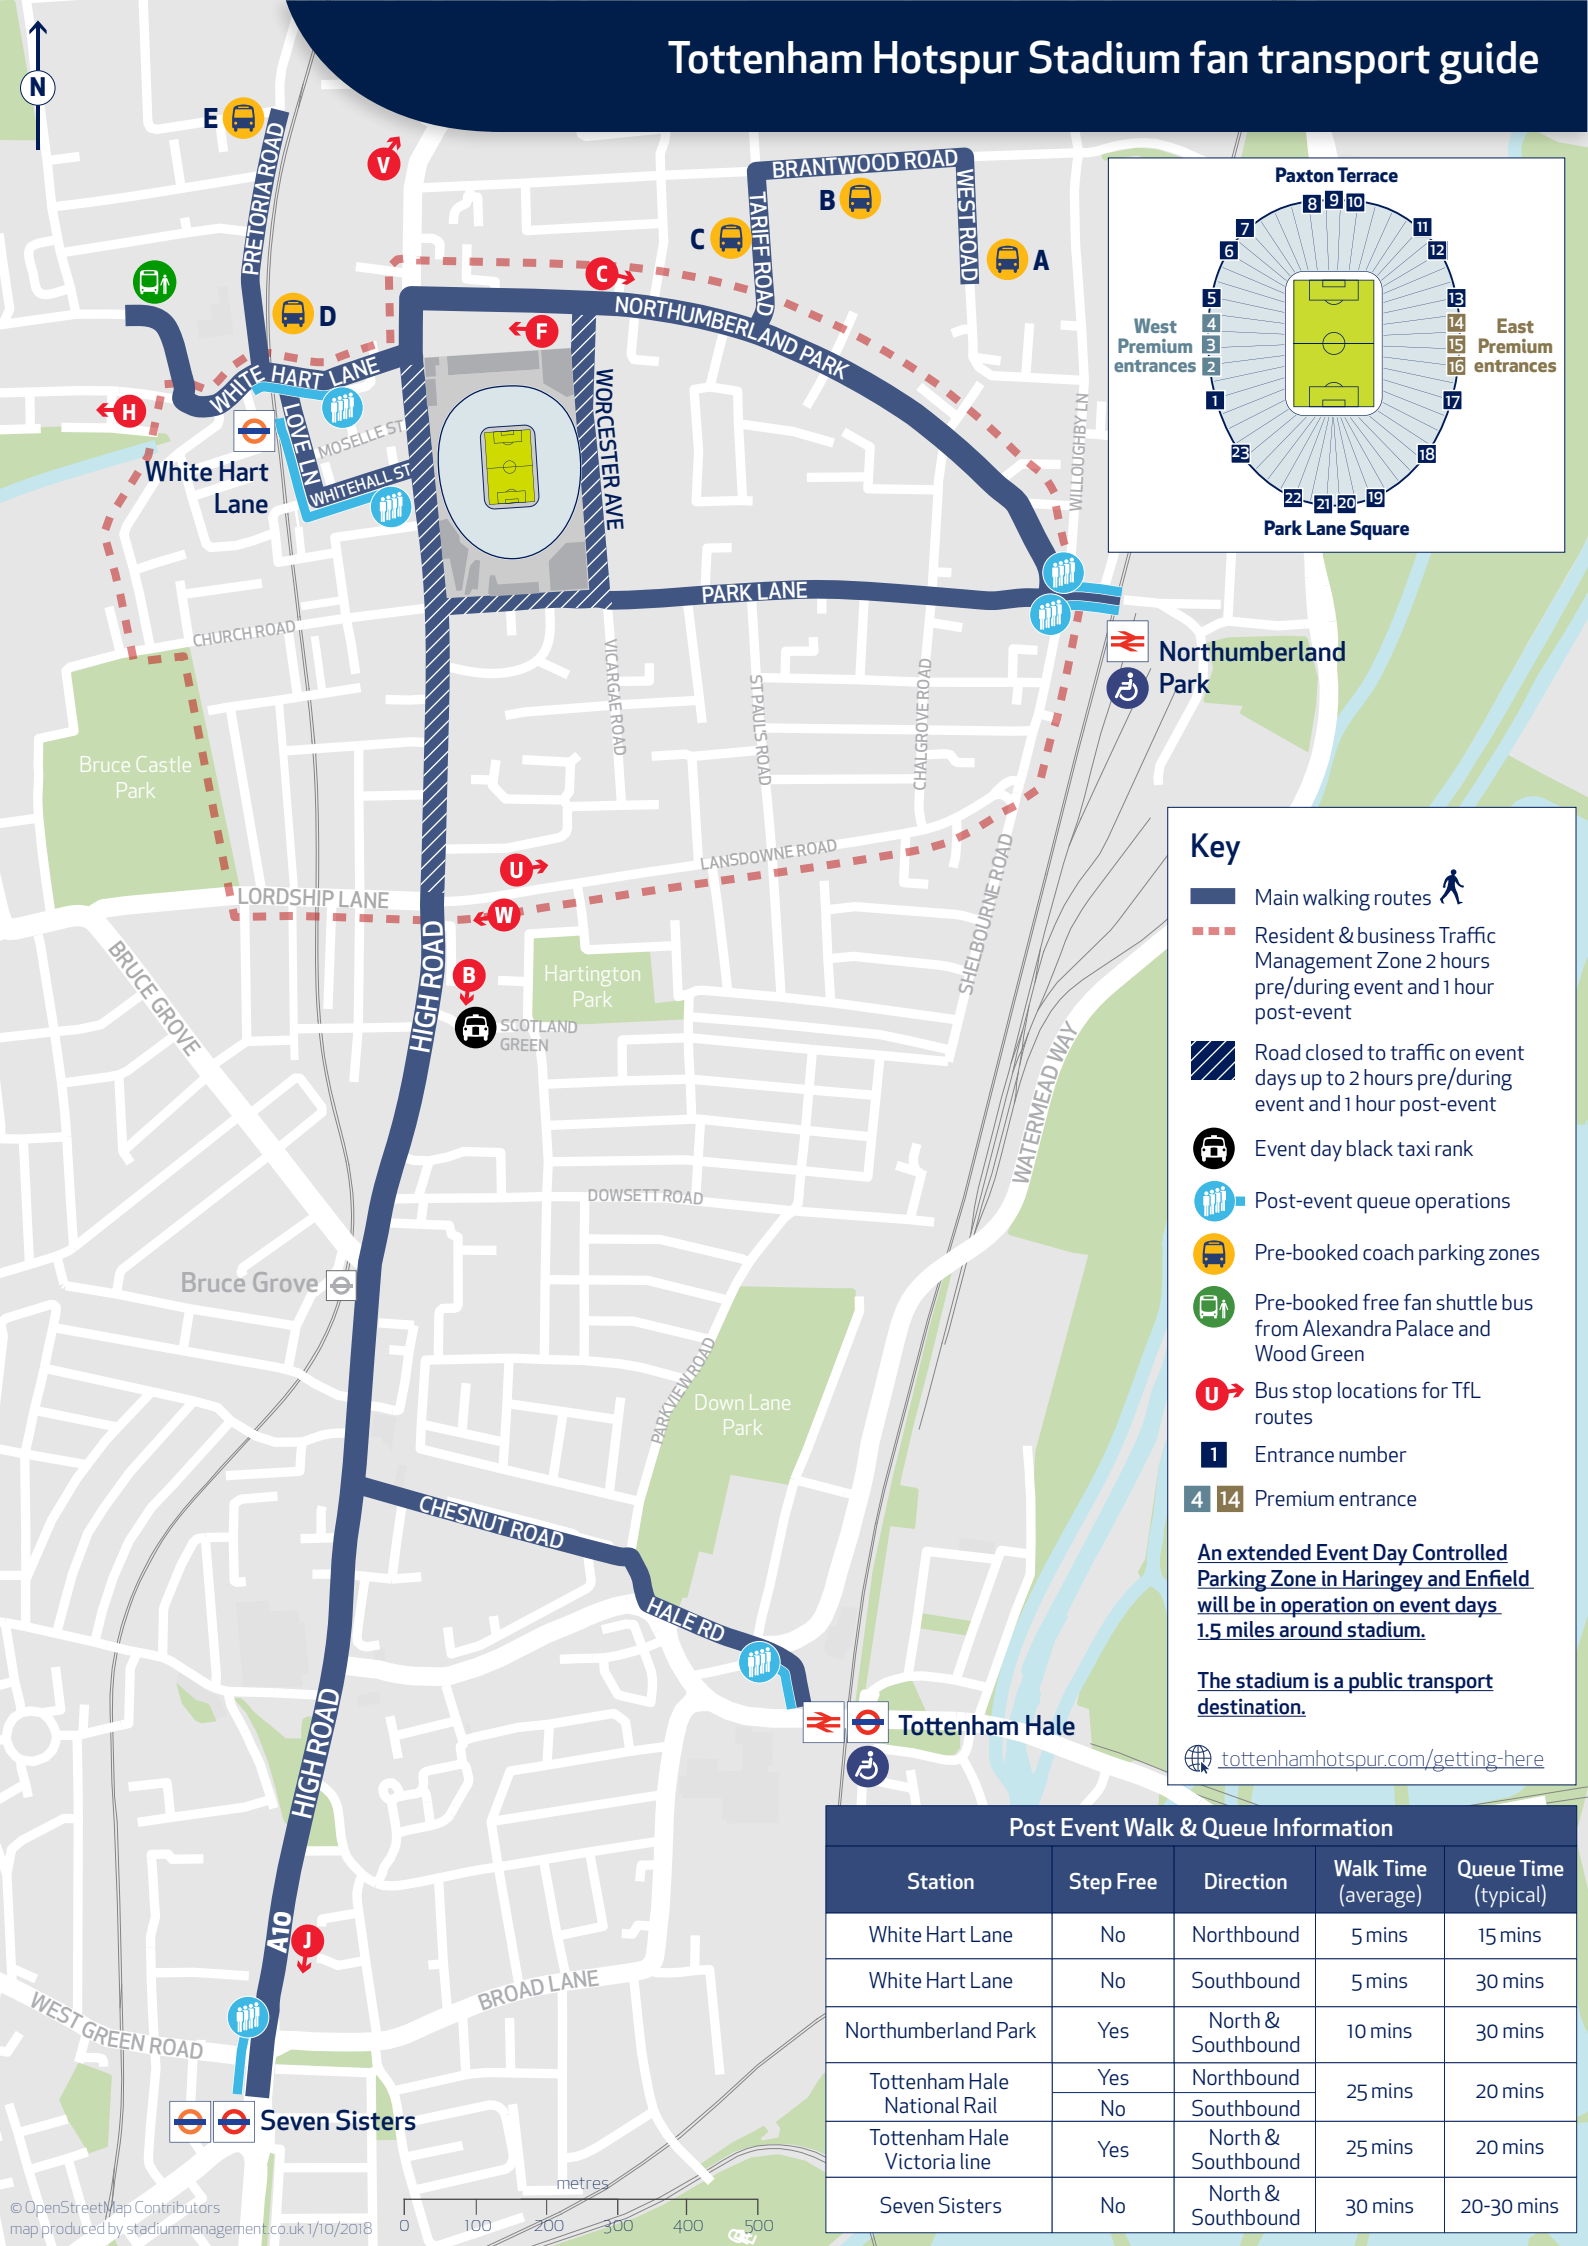 Tottenham Hotspur Stadium fan transport guide
N
E
PRETORIA ROAD
V
BRANTWOOD ROAD
B
C
TARIFF ROAD
WEST ROAD
A
C
D
NORTHUMBERLAND PARK
F
WHITE HART LANE
H
LOVE LN
MOSELLE ST
WHITEHALL ST
WORCESTER AVE
WILLOUGHBY LN
White Hart
Lane
PARK LANE
CHURCH ROAD
Northumberland
Park
VICARGAE ROAD
ST PAUL'S ROAD
CHALGROVE ROAD
Bruce Castle
Park
LANSDOWNE ROAD
U
W
LORDSHIP LANE
SHELBOURNE ROAD
BRUCE GROVE
HIGH ROAD
B
Hartington
Park
SCOTLAND
GREEN
WATERMEAD WAY
DOWSETT ROAD
Bruce Grove
PARKVIEW ROAD
Down Lane
Park
CHESNUT ROAD
HALE RD
HIGH ROAD
Tottenham Hale
A10
J
BROAD LANE
WEST GREEN ROAD
Seven Sisters
metres
0 100 200 300 400 500
© OpenStreetMap Contributors
map produced by stadiummanagement.co.uk 1/10/2018
Paxton Terrace
8 9 10
7 11
6 12
5 13
4 14
West
Premium
entrances
3 15
East
Premium
entrances
2 16
1 17
23 18
22 21 20 19
Park Lane Square
Key
Main walking routes
Resident & business Traffic
Management Zone 2 hours
pre/during event and 1 hour
post-event
Road closed to traffic on event
days up to 2 hours pre/during
event and 1 hour post-event
Event day black taxi rank
Post-event queue operations
Pre-booked coach parking zones
Pre-booked free fan shuttle bus
from Alexandra Palace and
Wood Green
U Bus stop locations for TfL
routes
1 Entrance number
4 14 Premium entrance
An extended Event Day Controlled
Parking Zone in Haringey and Enfield
will be in operation on event days
1.5 miles around stadium.
The stadium is a public transport
destination.
tottenhamhotspur.com/getting-here
Post Event Walk & Queue Information
Station Step Free Direction Walk Time (average) Queue Time (typical)
White Hart Lane No Northbound 5 mins 15 mins
White Hart Lane No Southbound 5 mins 30 mins
Northumberland Park Yes North & Southbound 10 mins 30 mins
Tottenham Hale National Rail Yes Northbound 25 mins 20 mins
No Southbound
Tottenham Hale Victoria line Yes North & Southbound 25 mins 20 mins
Seven Sisters No North & Southbound 30 mins 20-30 mins